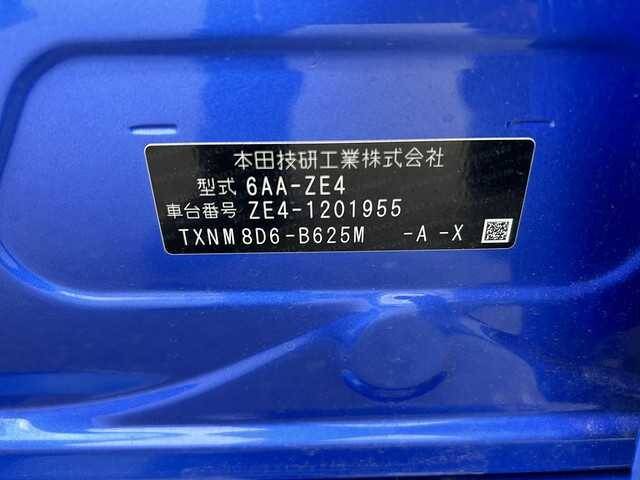 本田技研工業株式会社
型式 6AA-ZE4
車台番号 ZE4-1201955
TXNM 8D6-B625M -A -X